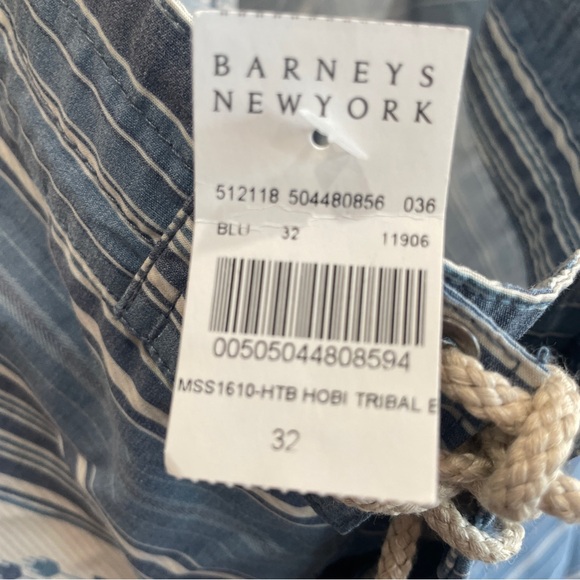 BARNEYS
NEWYORK
512118 504480856 036
BLU 32 11906
00505044808594
MSS1610-HTB HOBI TRIBAL
32